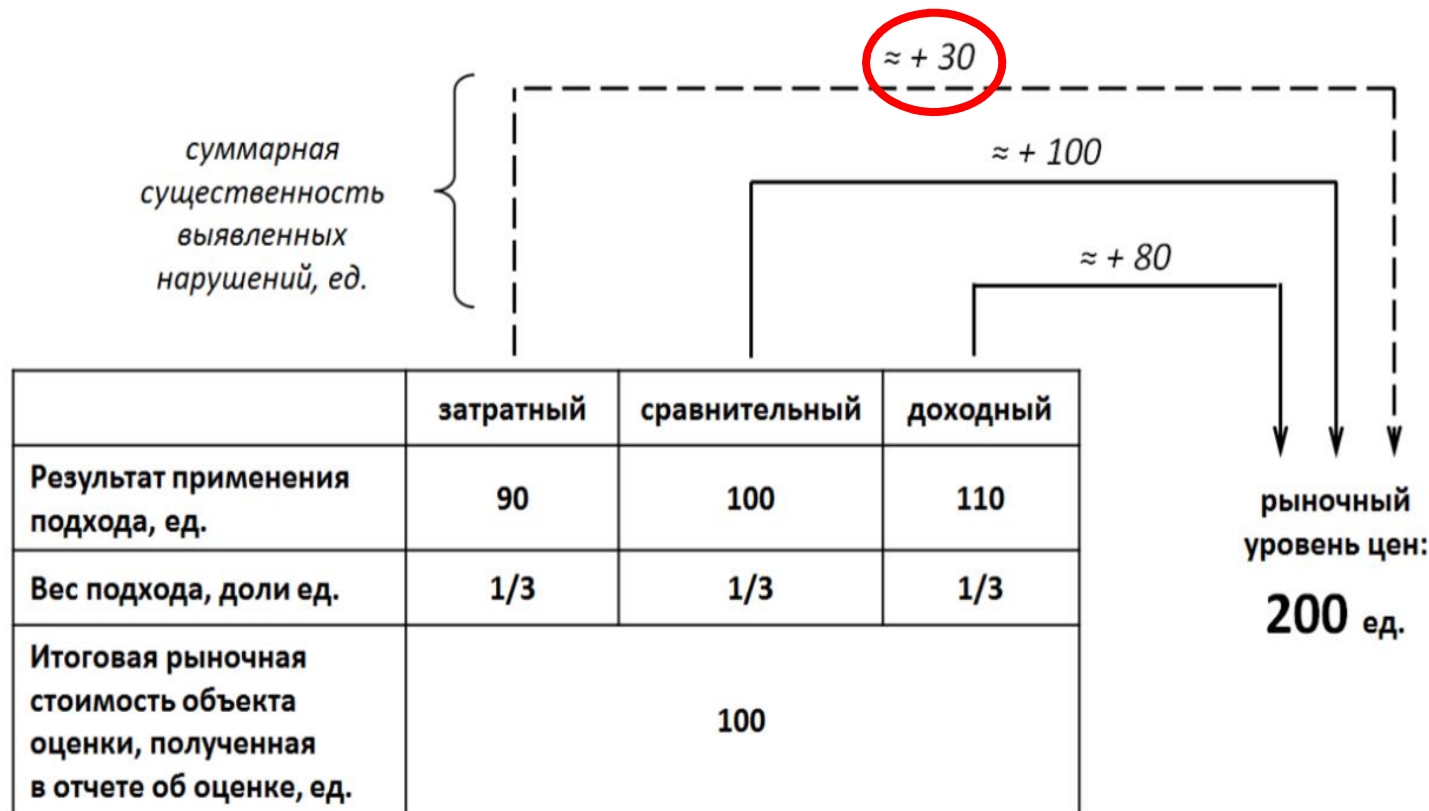 ≈ + 30
суммарная
существенность
выявленных
нарушений, ед.
≈ + 100
≈ + 80
затратный сравнительный доходный
Результат применения
подхода, ед.
90 100 110
Вес подхода, доли ед. 1/3 1/3 1/3
Итоговая рыночная
стоимость объекта
оценки, полученная
в отчете об оценке, ед.
100
рыночный
уровень цен:
200 ед.